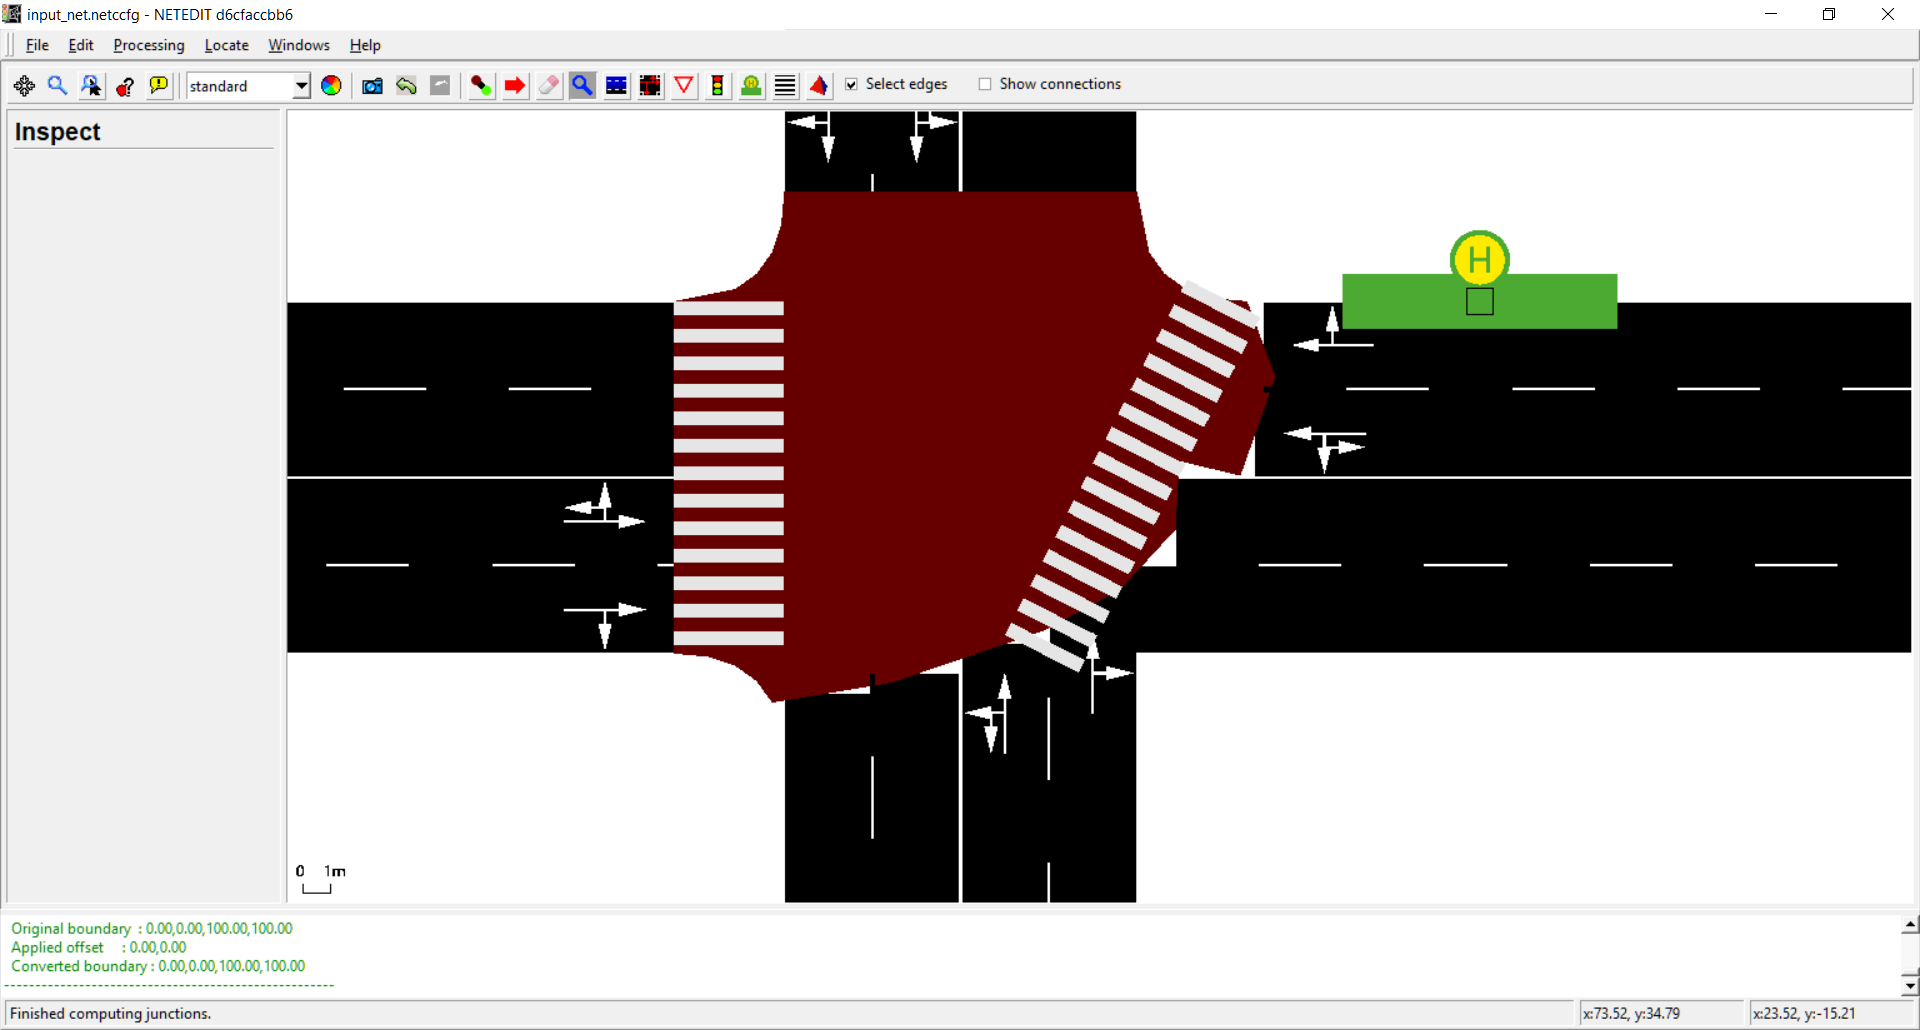 input_net.netccfg - NETEDIT d6cfaccbb6
File Edit Processing Locate Windows Help
standard Select edges Show connections
Inspect
H
0 1m
Original boundary : 0.00,0.00,100.00,100.00
Applied offset : 0.00,0.00
Converted boundary : 0.00,0.00,100.00,100.00
-----------------------------------------------------
Finished computing junctions. x:73.52, y:34.79 x:23.52, y:-15.21